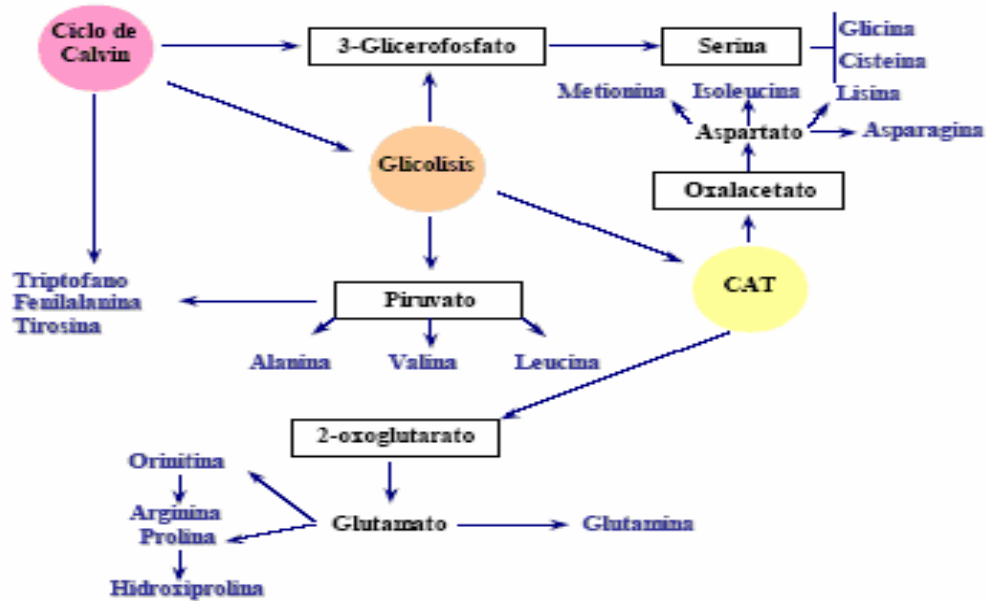 Ciclo de
Calvin
3-Glicerofosfato
Serina
Glicina
Cisteina
Metionina
Isoleucina
Lisina
Aspartato
Asparagina
Glicolisis
Oxalacetato
CAT
Triptofano
Fenilalanina
Tirosina
Piruvato
Alanina
Valina
Leucina
2-oxoglutarato
Orinitina
Arginina
Prolina
Glutamato
Glutamina
Hidroxiprolina